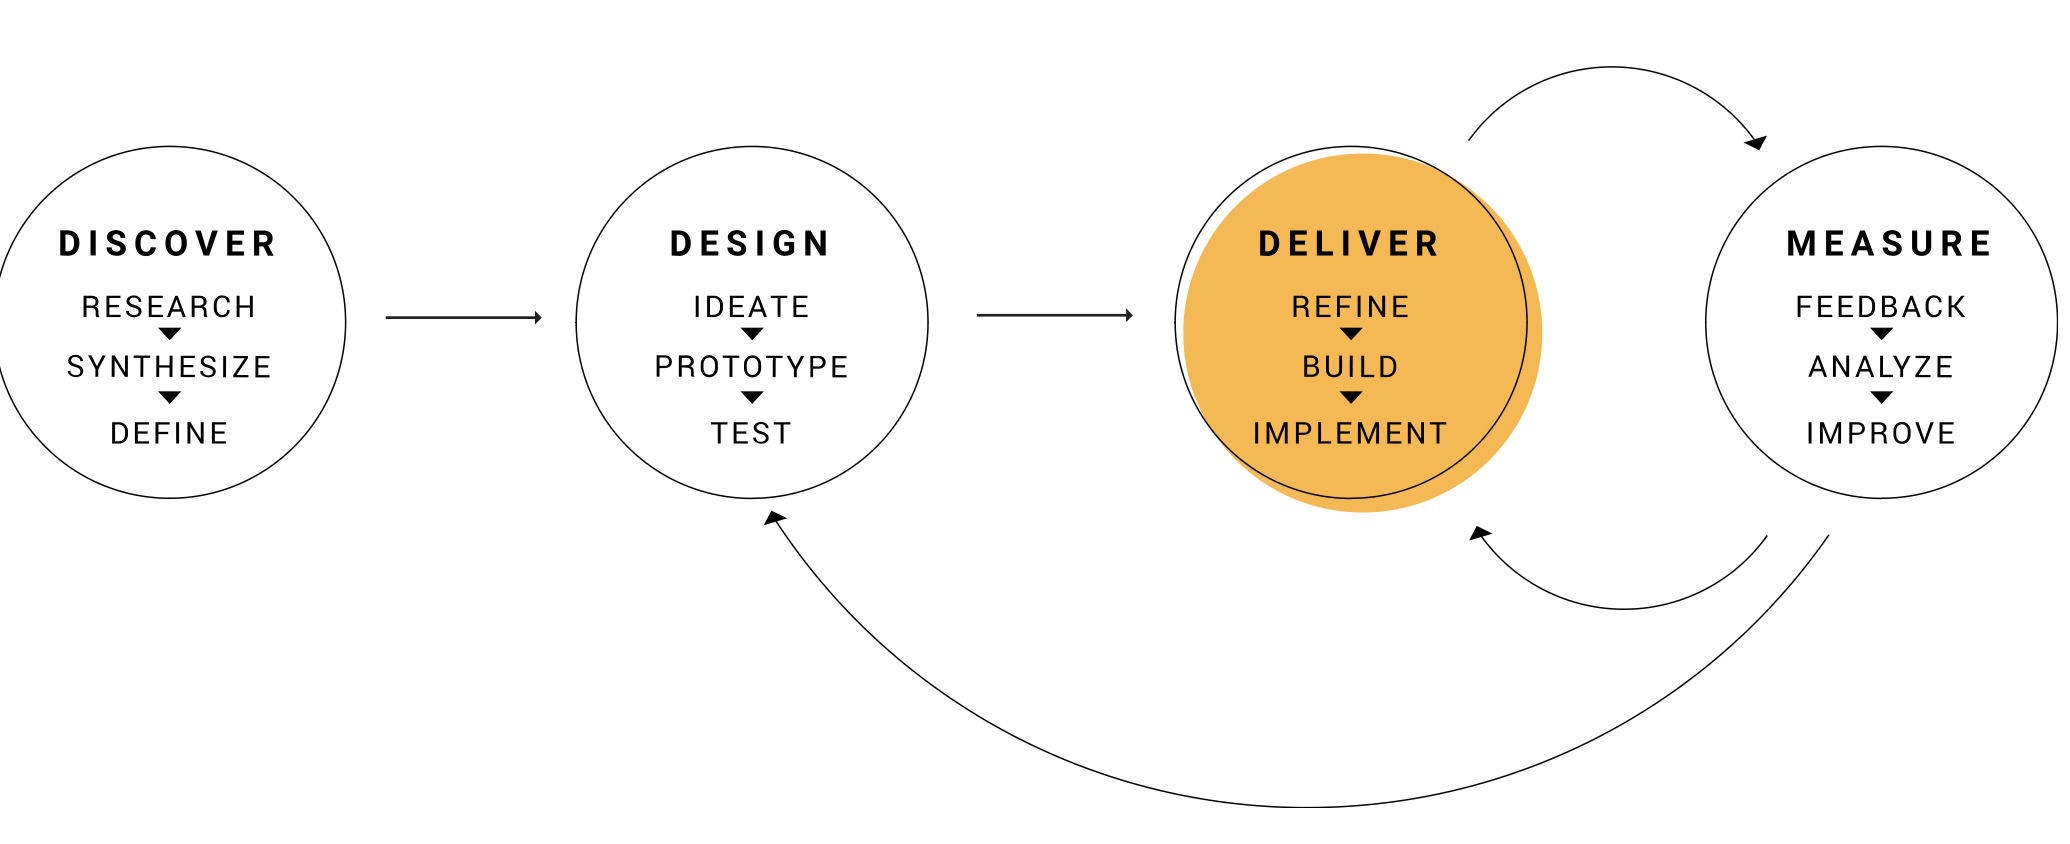 DISCOVER
RESEARCH
SYNTHESIZE
DEFINE
DESIGN
IDEATE
PROTOTYPE
TEST
DELIVER
REFINE
BUILD
IMPLEMENT
MEASURE
FEEDBACK
ANALYZE
IMPROVE